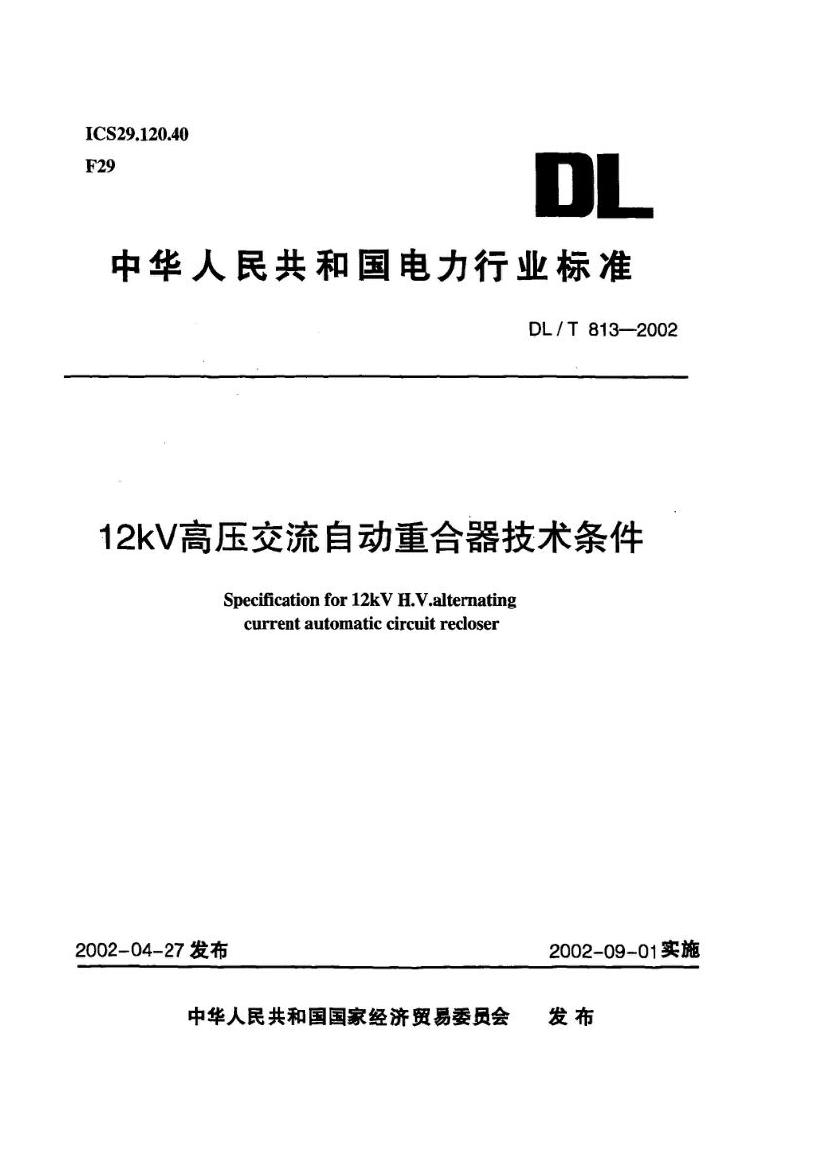 ICS29.120.40
F29
DL
中华人民共和国电力行业标准
DL/T 813—2002
12kV高压交流自动重合器技术条件
Specification for 12kV H.V.alternating
current automatic circuit recloser
2002-04-27发布
2002-09-01实施
中华人民共和国国家经济贸易委员会 发布